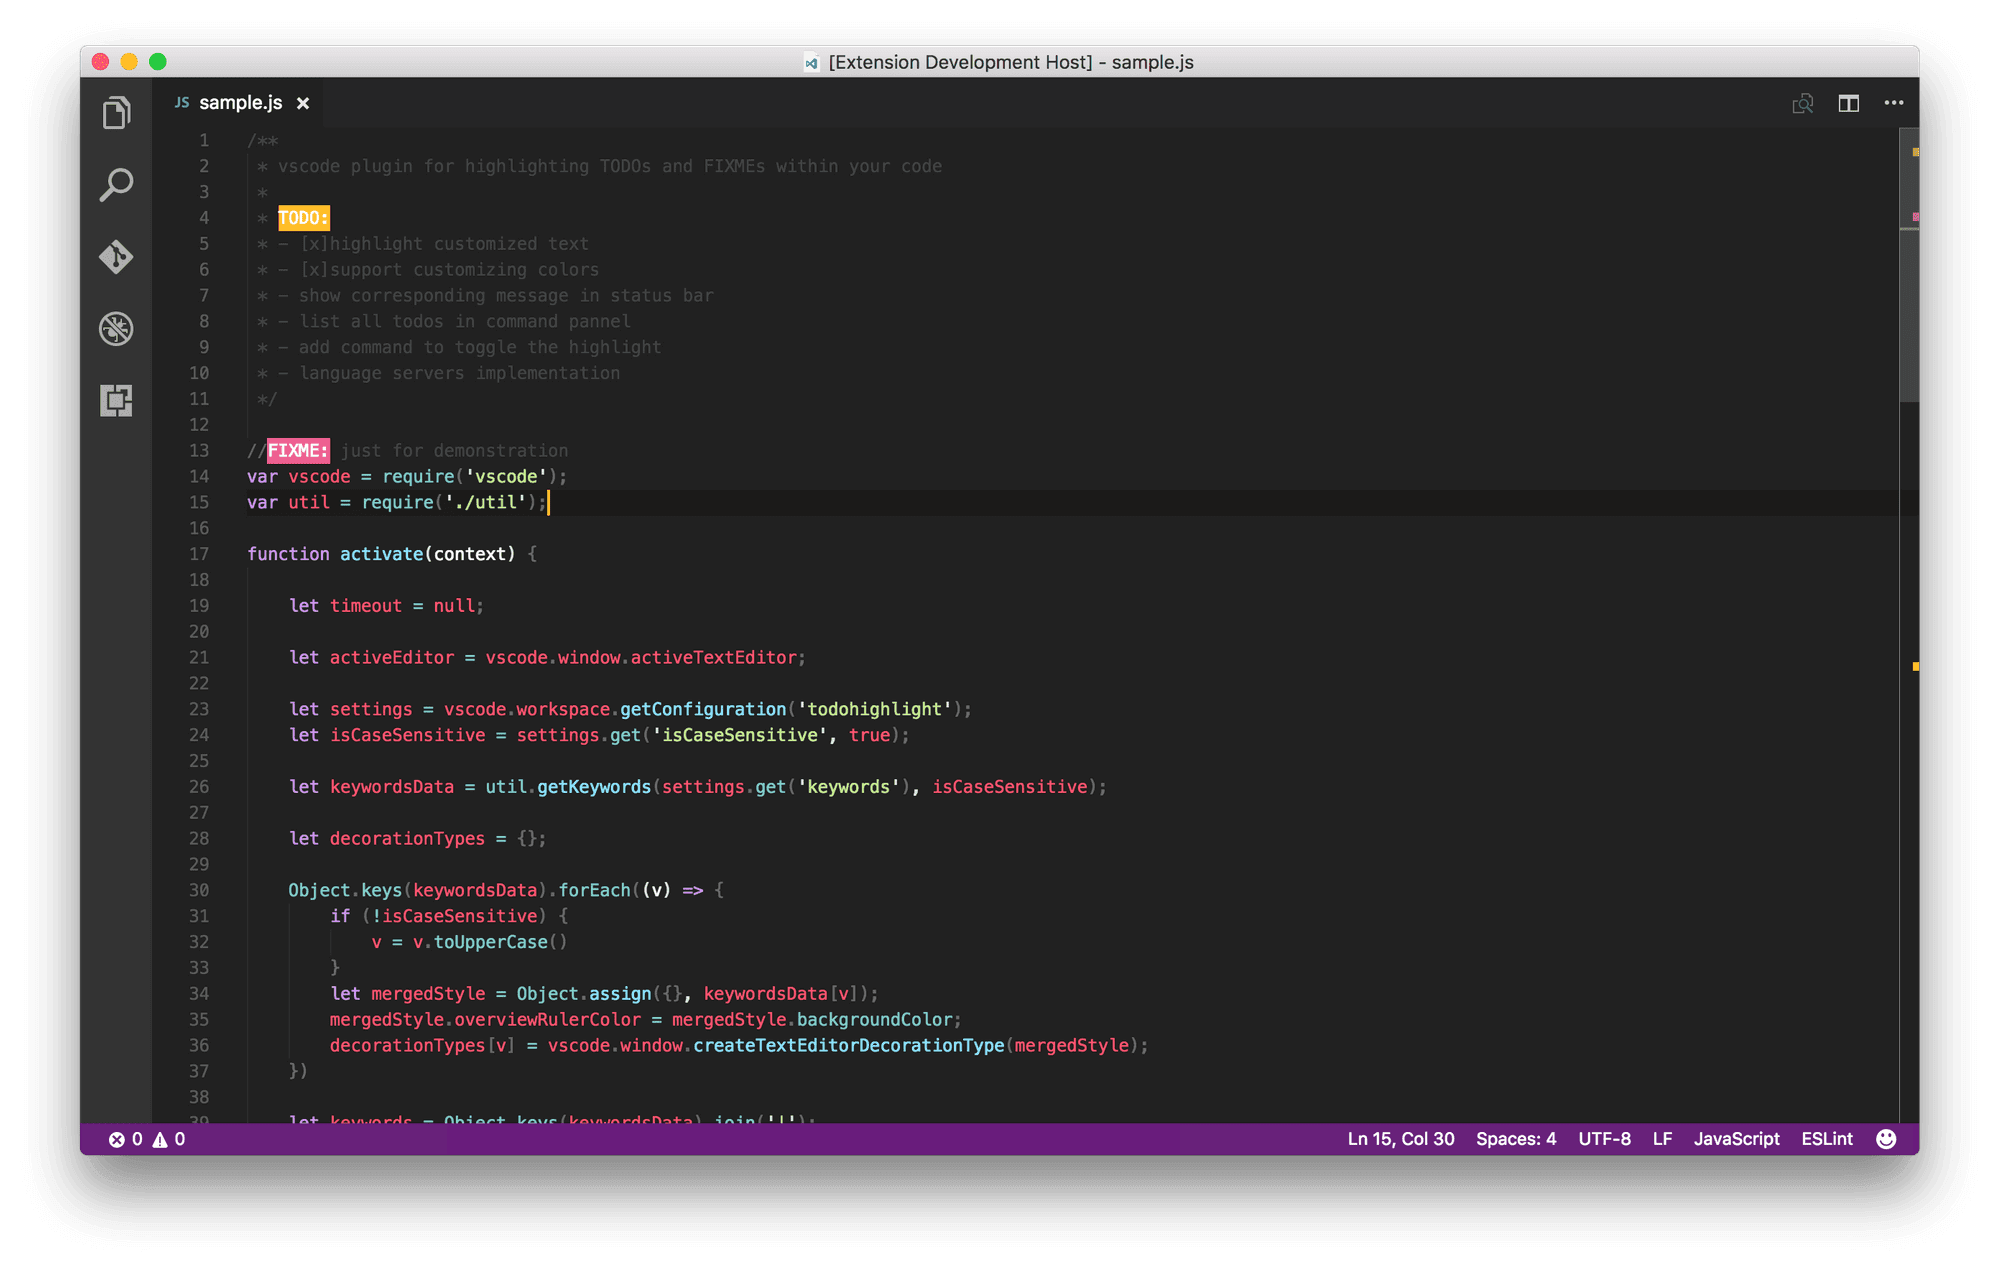 [Extension Development Host] - sample.js
JS sample.js ×
1 /**
2 * vscode plugin for highlighting TODOs and FIXMEs within your code
3 *
4 * TODO:
5 * - [x]highlight customized text
6 * - [x]support customizing colors
7 * - show corresponding message in status bar
8 * - list all todos in command pannel
9 * - add command to toggle the highlight
10 * - language servers implementation
11 */
12
13 //FIXME: just for demonstration
14 var vscode = require('vscode');
15 var util = require('./util');
16
17 function activate(context) {
18
19 let timeout = null;
20
21 let activeEditor = vscode.window.activeTextEditor;
22
23 let settings = vscode.workspace.getConfiguration('todohighlight');
24 let isCaseSensitive = settings.get('isCaseSensitive', true);
25
26 let keywordsData = util.getKeywords(settings.get('keywords'), isCaseSensitive);
27
28 let decorationTypes = {};
29
30 Object.keys(keywordsData).forEach((v) => {
31 if (!isCaseSensitive) {
32 v = v.toUpperCase()
33 }
34 let mergedStyle = Object.assign({}, keywordsData[v]);
35 mergedStyle.overviewRulerColor = mergedStyle.backgroundColor;
36 decorationTypes[v] = vscode.window.createTextEditorDecorationType(mergedStyle);
37 })
38
39 let keywords = Object.keys(keywordsData).join('|');
0 0 Ln 15, Col 30 Spaces: 4 UTF-8 LF JavaScript ESLint